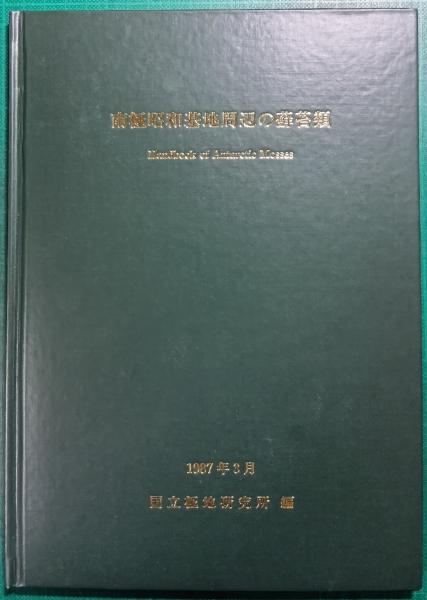 南極昭和基地周辺の蘚苔類
Handbook of Antarctic Mosses
1987年3月
国立極地研究所 編